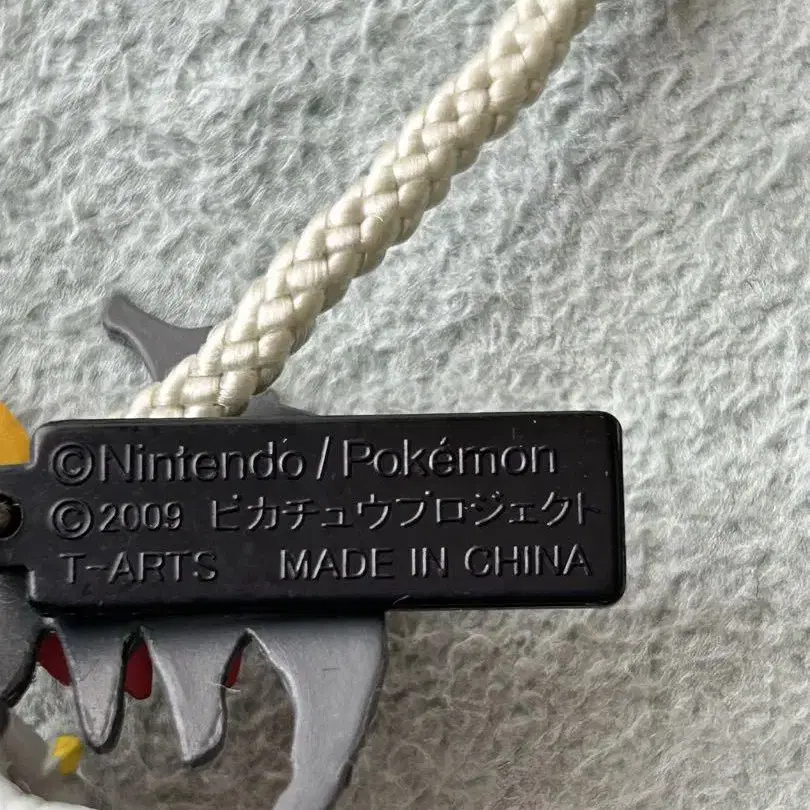 ©Nintendo / Pokémon
©2009 ピカチュウプロジェクト
T-ARTS MADE IN CHINA